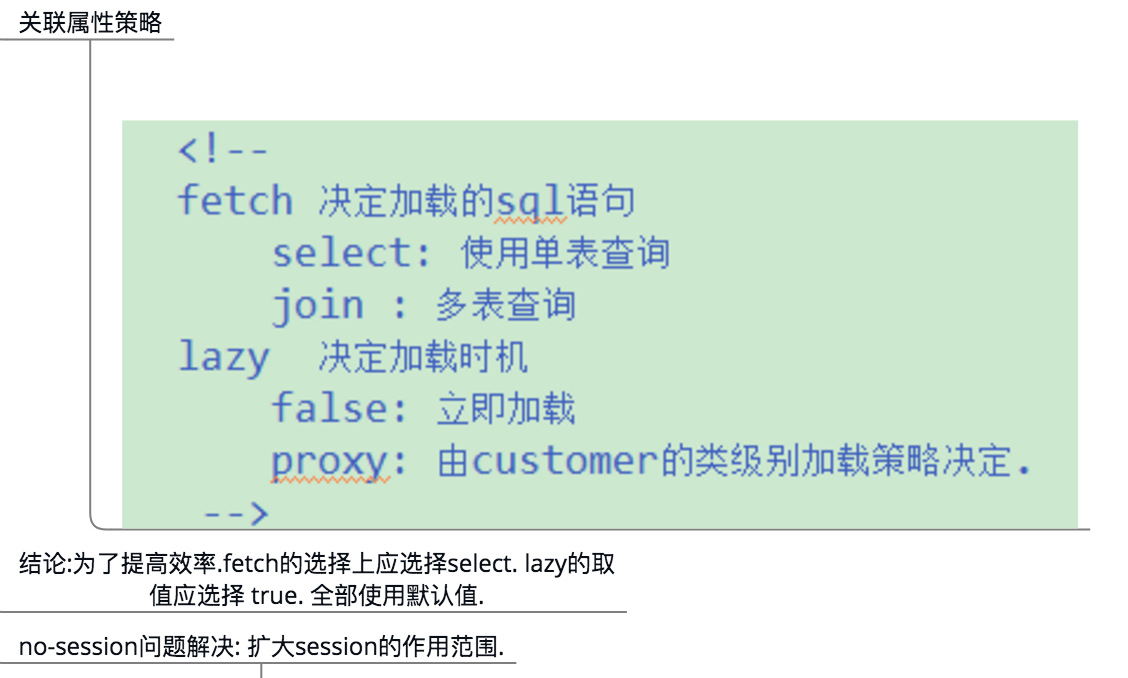 关联属性策略
<!--
fetch 决定加载的sql语句
select: 使用单表查询
join : 多表查询
lazy 决定加载时机
false: 立即加载
proxy: 由customer的类级别加载策略决定.
-->
结论:为了提高效率.fetch的选择上应选择select. lazy的取
值应选择 true. 全部使用默认值.
no-session问题解决: 扩大session的作用范围.